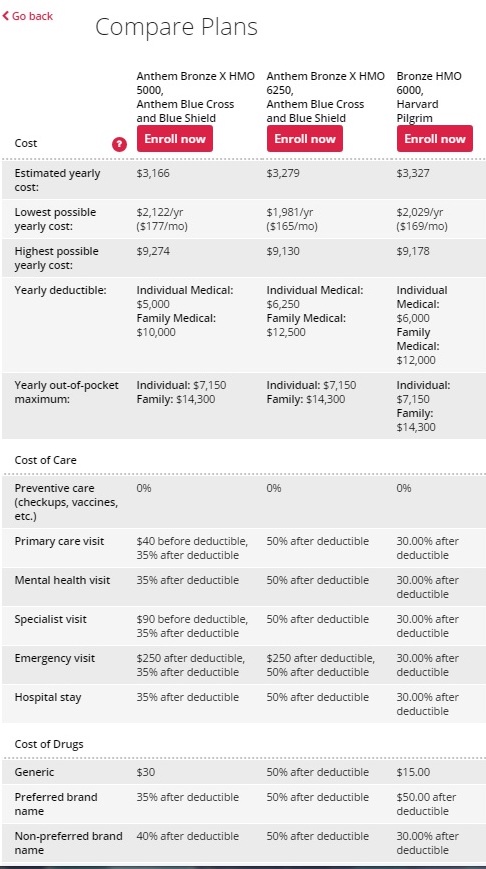 Go back
Compare Plans
Anthem Bronze X HMO Anthem Bronze X HMO Bronze HMO
5000, 6250, 6000,
Anthem Blue Cross Anthem Blue Cross Harvard
and Blue Shield and Blue Shield Pilgrim
Cost ? Enroll now Enroll now Enroll now
Estimated yearly $3,166 $3,279 $3,327
cost:
Lowest possible $2,122/yr $1,981/yr $2,029/yr
yearly cost: ($177/mo) ($165/mo) ($169/mo)
Highest possible $9,274 $9,130 $9,178
yearly cost:
Yearly deductible: Individual Medical: Individual Medical: Individual
$5,000 $6,250 Medical:
Family Medical: Family Medical: $6,000
$10,000 $12,500 Family
Medical:
$12,000
Yearly out-of-pocket Individual: $7,150 Individual: $7,150 Individual:
maximum: Family: $14,300 Family: $14,300 $7,150
Family:
$14,300
Cost of Care
Preventive care 0% 0% 0%
(checkups, vaccines,
etc.)
Primary care visit $40 before deductible, 50% after deductible 30.00% after
35% after deductible deductible
Mental health visit 35% after deductible 50% after deductible 30.00% after
deductible
Specialist visit $90 before deductible, 50% after deductible 30.00% after
35% after deductible deductible
Emergency visit $250 after deductible, $250 after deductible, 30.00% after
35% after deductible 50% after deductible deductible
Hospital stay 35% after deductible 50% after deductible 30.00% after
deductible
Cost of Drugs
Generic $30 50% after deductible $15.00
Preferred brand 35% after deductible 50% after deductible $50.00 after
name deductible
Non-preferred brand 40% after deductible 50% after deductible 30.00% after
name deductible